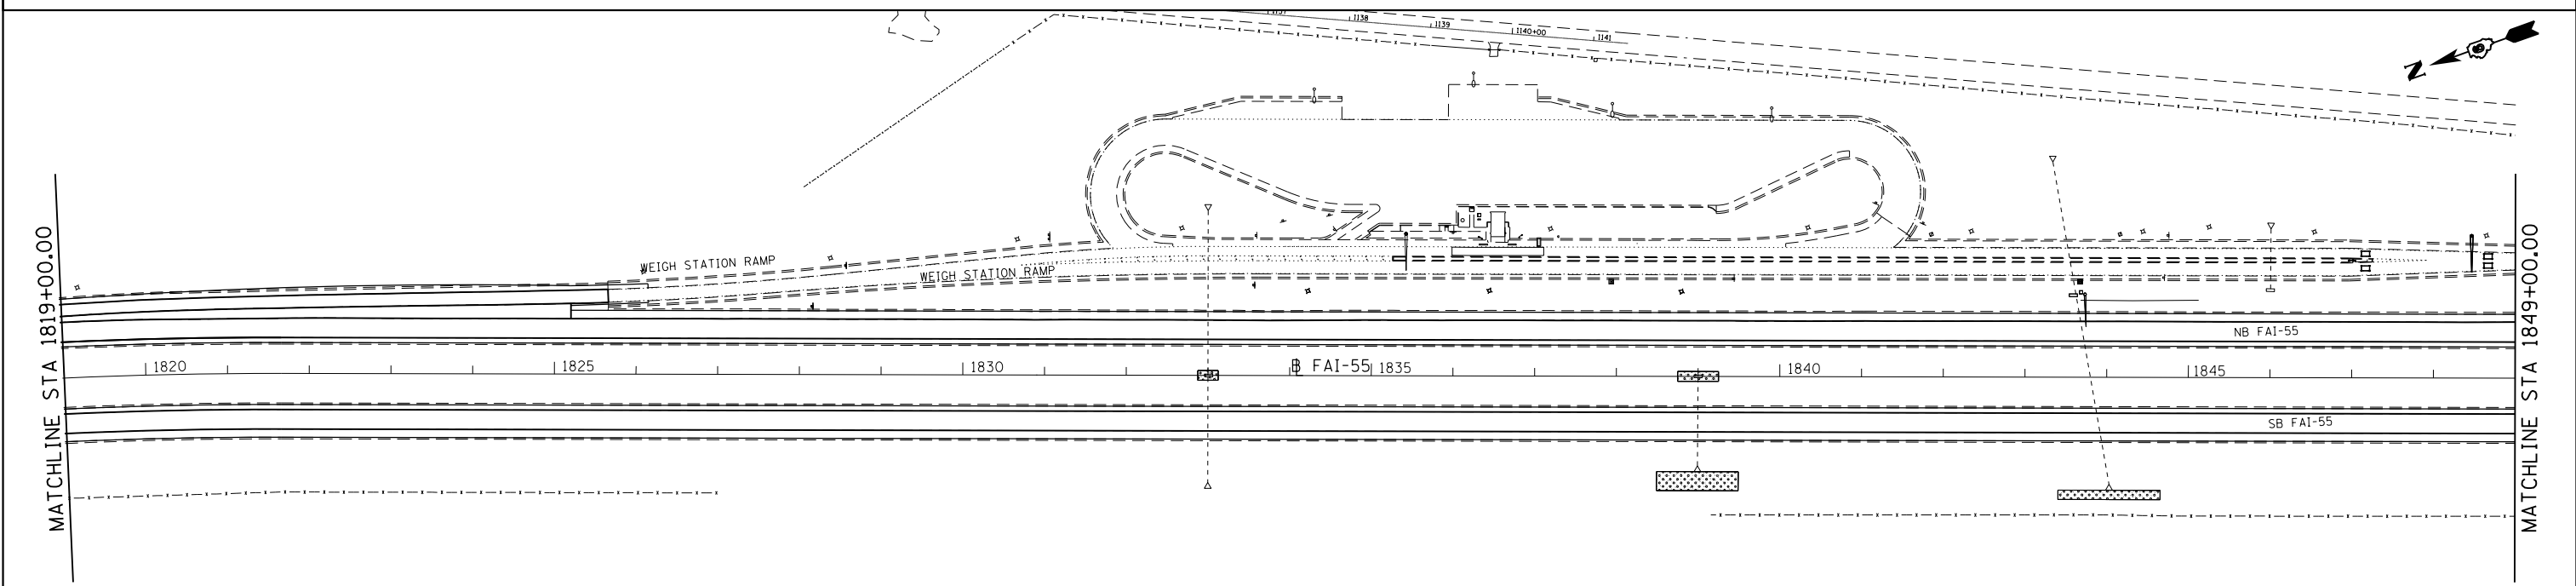 1138
1139
1140+00
1141
N
WEIGH STATION RAMP
WEIGH STATION RAMP
MATCHLINE STA 1819+00.00
MATCHLINE STA 1849+00.00
NB FAI-55
1820
1825
1830
FAI-55
1835
1840
1845
SB FAI-55